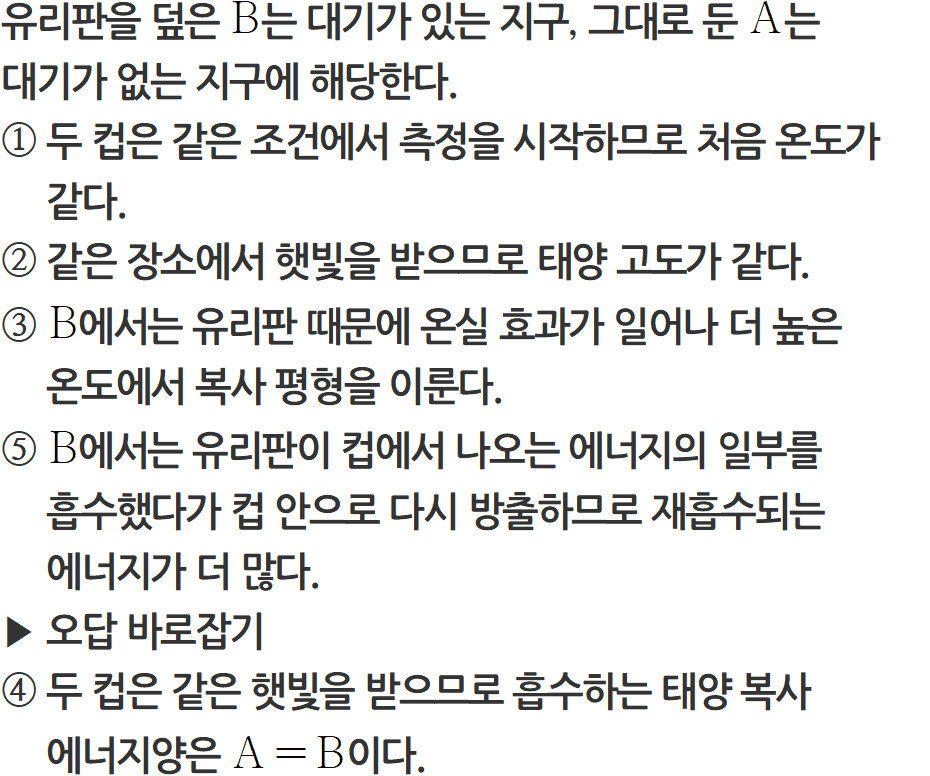 유리판을 덮은 B는 대기가 있는 지구, 그대로 둔 A는
대기가 없는 지구에 해당한다.
① 두 컵은 같은 조건에서 측정을 시작하므로 처음 온도가
같다.
② 같은 장소에서 햇빛을 받으므로 태양 고도가 같다.
③ B에서는 유리판 때문에 온실 효과가 일어나 더 높은
온도에서 복사 평형을 이룬다.
⑤ B에서는 유리판이 컵에서 나오는 에너지의 일부를
흡수했다가 컵 안으로 다시 방출하므로 재흡수되는
에너지가 더 많다.
▶ 오답 바로잡기
④ 두 컵은 같은 햇빛을 받으므로 흡수하는 태양 복사
에너지양은 A = B이다.